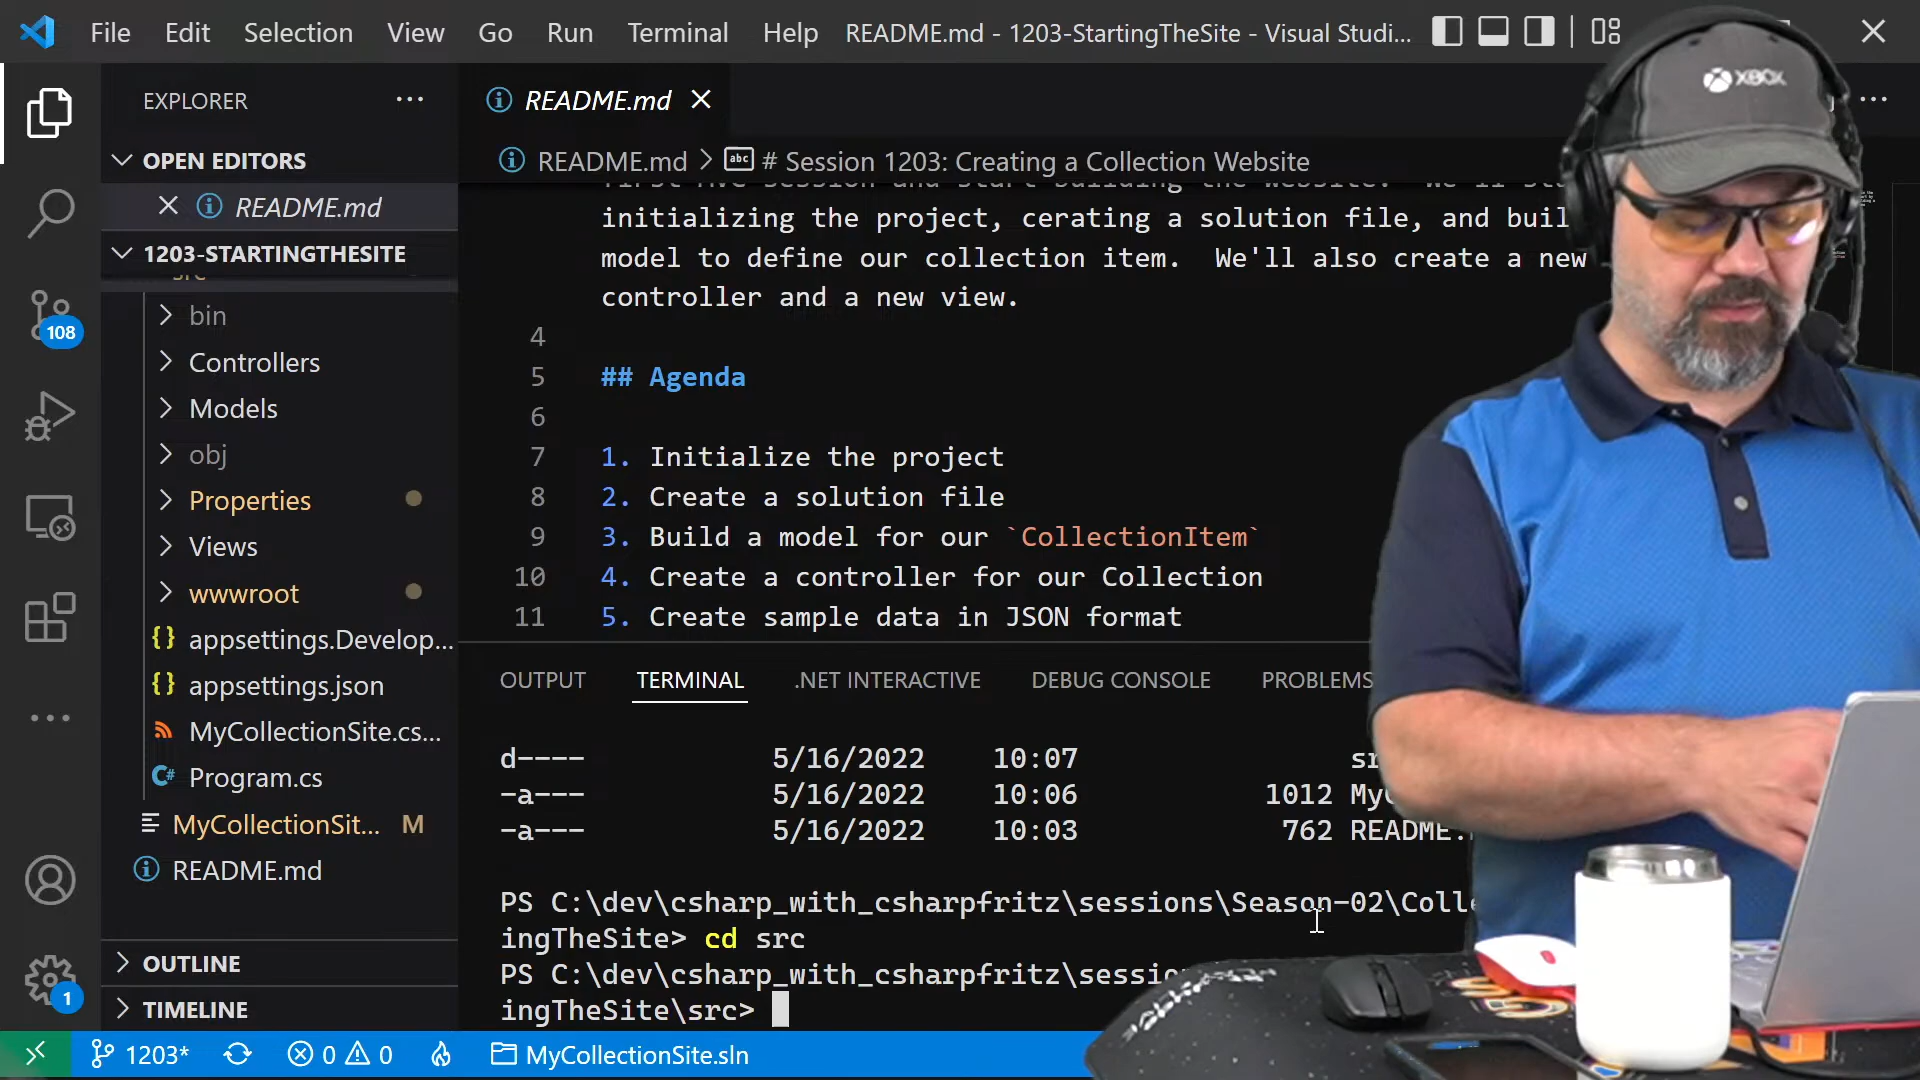 File Edit Selection View Go Run Terminal Help README.md - 1203-StartingTheSite - Visual Studi...
XBOX
EXPLORER
README.md
OPEN EDITORS
README.md > # Session 1203: Creating a Collection Website
README.md
initializing the project, cerating a solution file, and buil
1203-STARTINGTHESITE
src
model to define our collection item. We'll also create a new
controller and a new view.
bin
4
108
Controllers
5 ## Agenda
Models
6
obj
7 1. Initialize the project
Properties
8 2. Create a solution file
Views
9 3. Build a model for our `CollectionItem`
wwwroot
10 4. Create a controller for our Collection
11 5. Create sample data in JSON format
{} appsettings.Develop...
{} appsettings.json
OUTPUT TERMINAL .NET INTERACTIVE DEBUG CONSOLE PROBLEMS
MyCollectionSite.cs...
d---- 5/16/2022 10:07
C# Program.cs
-a--- 5/16/2022 10:06 1012
MyCollectionSit... M
-a--- 5/16/2022 10:03 762 README.
README.md
PS C:\dev\csharp_with_csharpfritz\sessions\Season-02\Coll
ingTheSite> cd src
OUTLINE
PS C:\dev\csharp_with_csharpfritz\sessi
1
TIMELINE
ingTheSite\src>
1203* 0 0 MyCollectionSite.sln